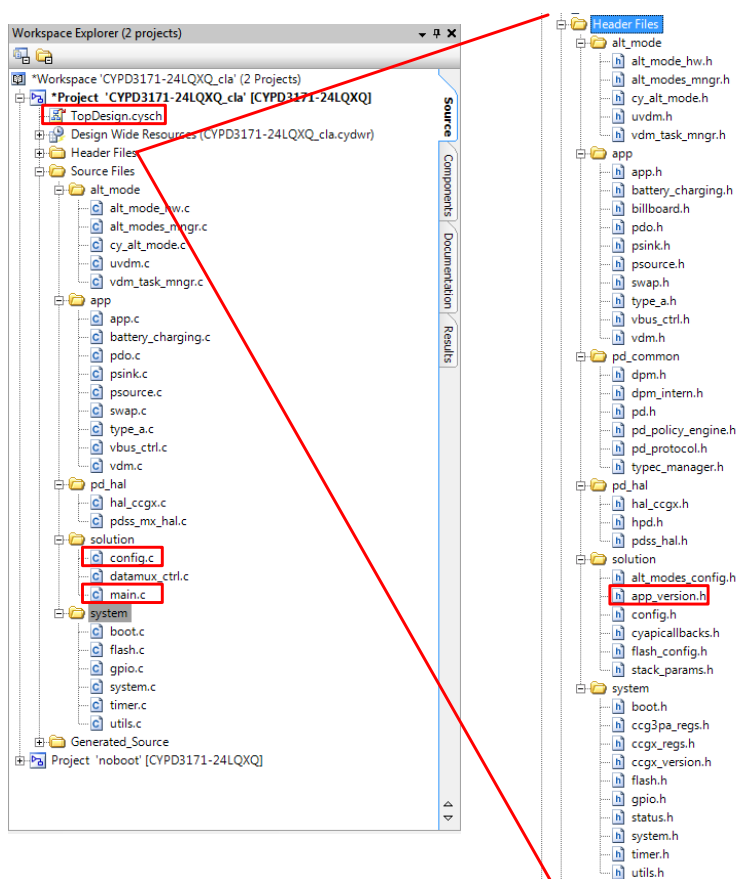 Workspace Explorer (2 projects)
*Workspace 'CYPD3171-24LQXQ_cla' (2 Projects)
*Project 'CYPD3171-24LQXQ_cla' [CYPD3171-24LQXQ]
TopDesign.cysch
Design Wide Resources (CYPD3171-24LQXQ_cla.cydwr)
Header Files
Source Files
alt_mode
alt_mode_hw.c
alt_modes_mngr.c
cy_alt_mode.c
uvdm.c
vdm_task_mngr.c
app
app.c
battery_charging.c
pdo.c
psink.c
psource.c
swap.c
type_a.c
vbus_ctrl.c
vdm.c
pd_hal
hal_ccgx.c
pdss_mx_hal.c
solution
config.c
datamux_ctrl.c
main.c
system
boot.c
flash.c
gpio.c
system.c
timer.c
utils.c
Generated_Source
Project 'noboot' [CYPD3171-24LQXQ]
Source
Components
Documentation
Results
Header Files
alt_mode
alt_mode_hw.h
alt_modes_mngr.h
cy_alt_mode.h
uvdm.h
vdm_task_mngr.h
app
app.h
battery_charging.h
billboard.h
pdo.h
psink.h
psource.h
swap.h
type_a.h
vbus_ctrl.h
vdm.h
pd_common
dpm.h
dpm_intern.h
pd.h
pd_policy_engine.h
pd_protocol.h
typec_manager.h
pd_hal
hal_ccgx.h
hpd.h
pdss_hal.h
solution
alt_modes_config.h
app_version.h
config.h
cyapicallbacks.h
flash_config.h
stack_params.h
system
boot.h
ccg3pa_regs.h
ccgx_regs.h
ccgx_version.h
flash.h
gpio.h
status.h
system.h
timer.h
utils.h